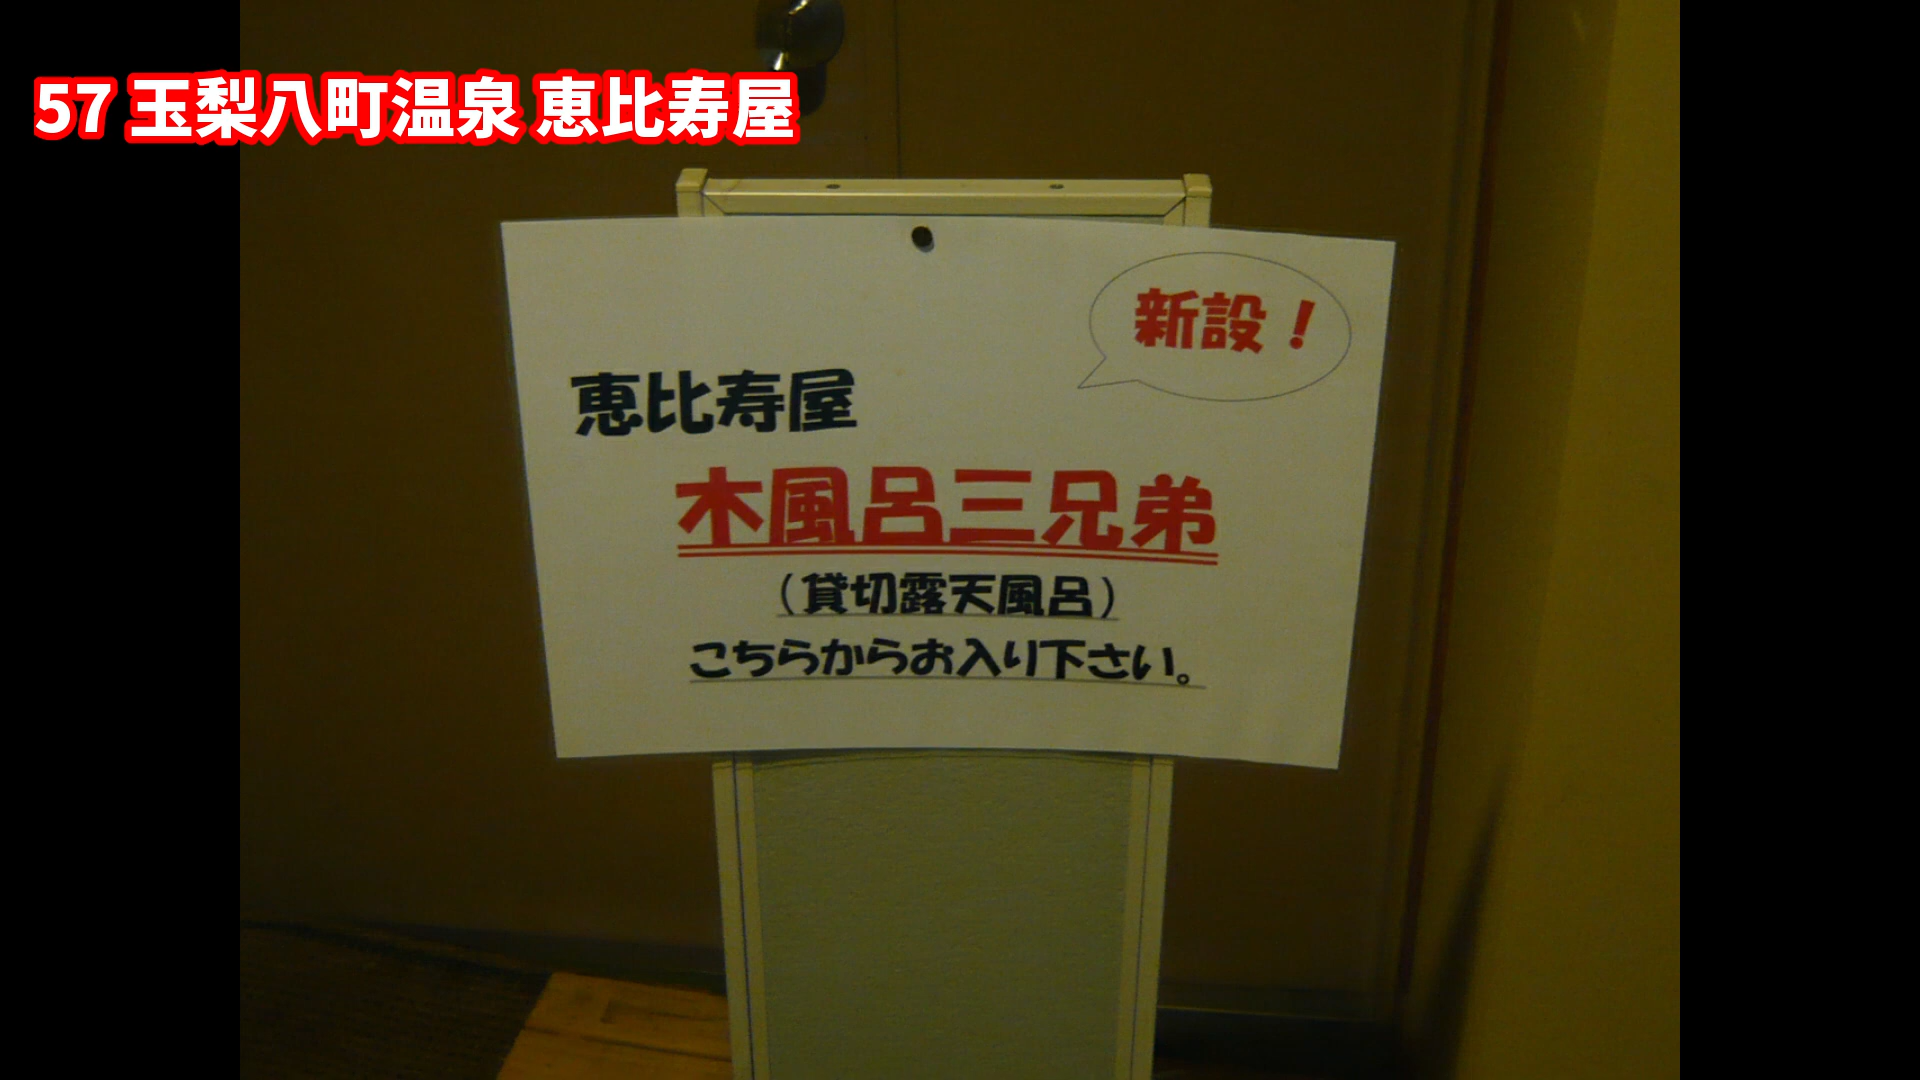 57 玉梨八町温泉 恵比寿屋
新設！
恵比寿屋
木風呂三兄弟
（貸切露天風呂）
こちらからお入り下さい。